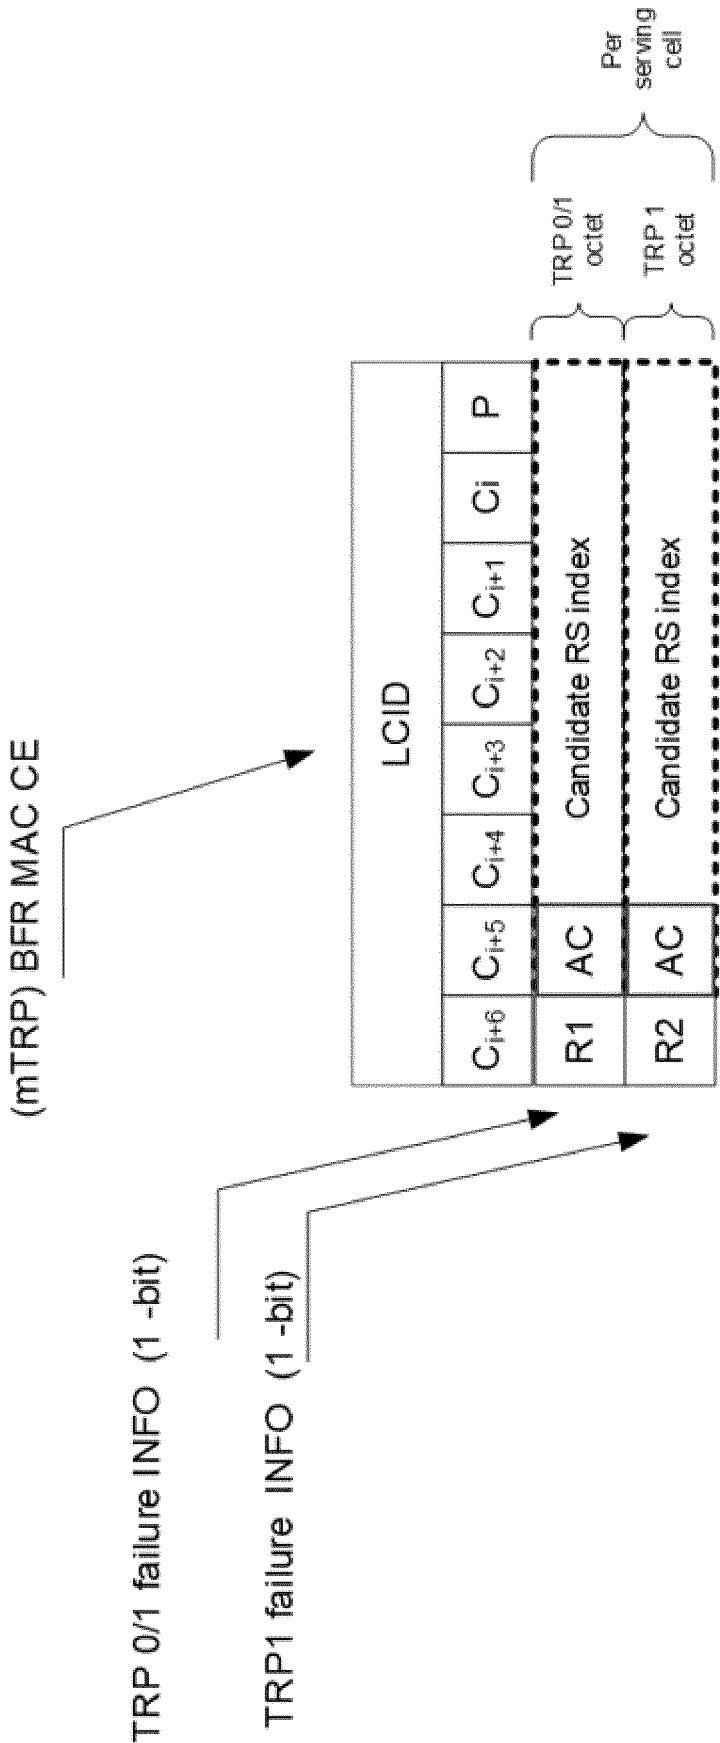 (mTRP) BFR MAC CE
TRP 0/1 failure INFO (1 -bit)
TRP1 failure INFO (1 -bit)
LCID
Ci+6 Ci+5 Ci+4 Ci+3 Ci+2 Ci+1 Ci P
R1 AC Candidate RS index
R2 AC Candidate RS index
TRP 0/1
octet
TRP 1
octet
Per
serving
cell